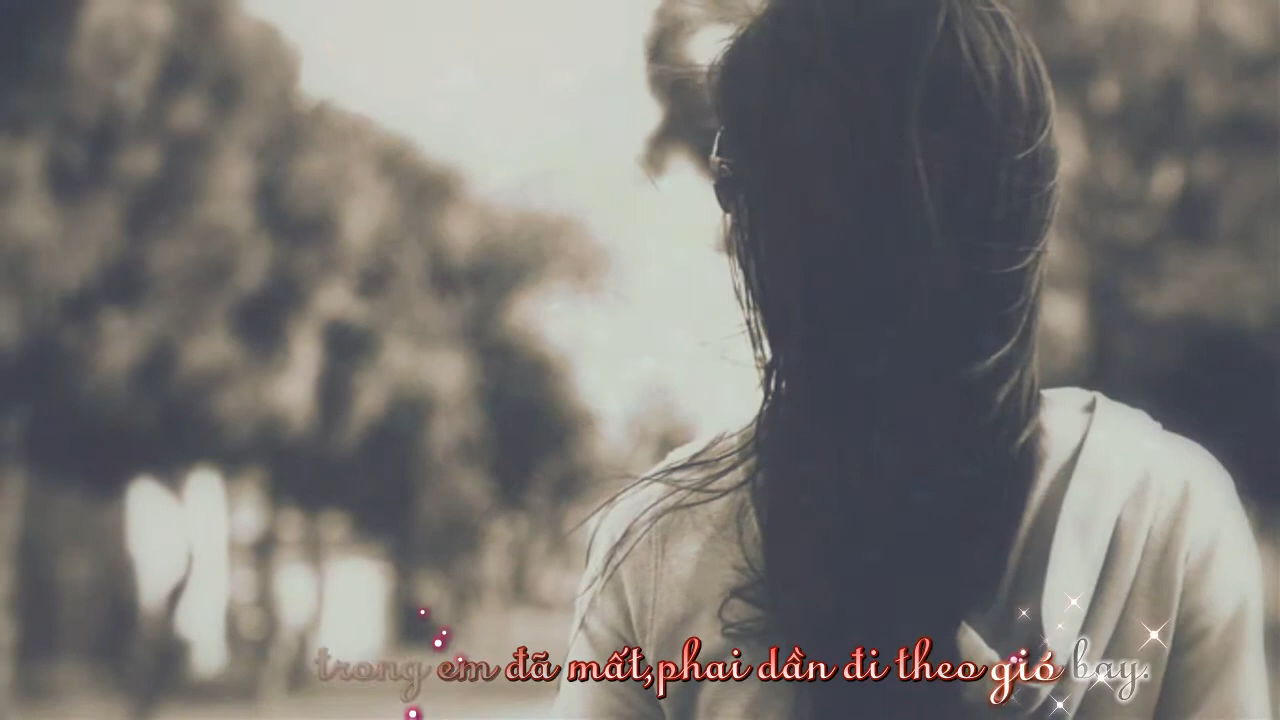 trong em đã mất,phai dần đi theo gió bay.